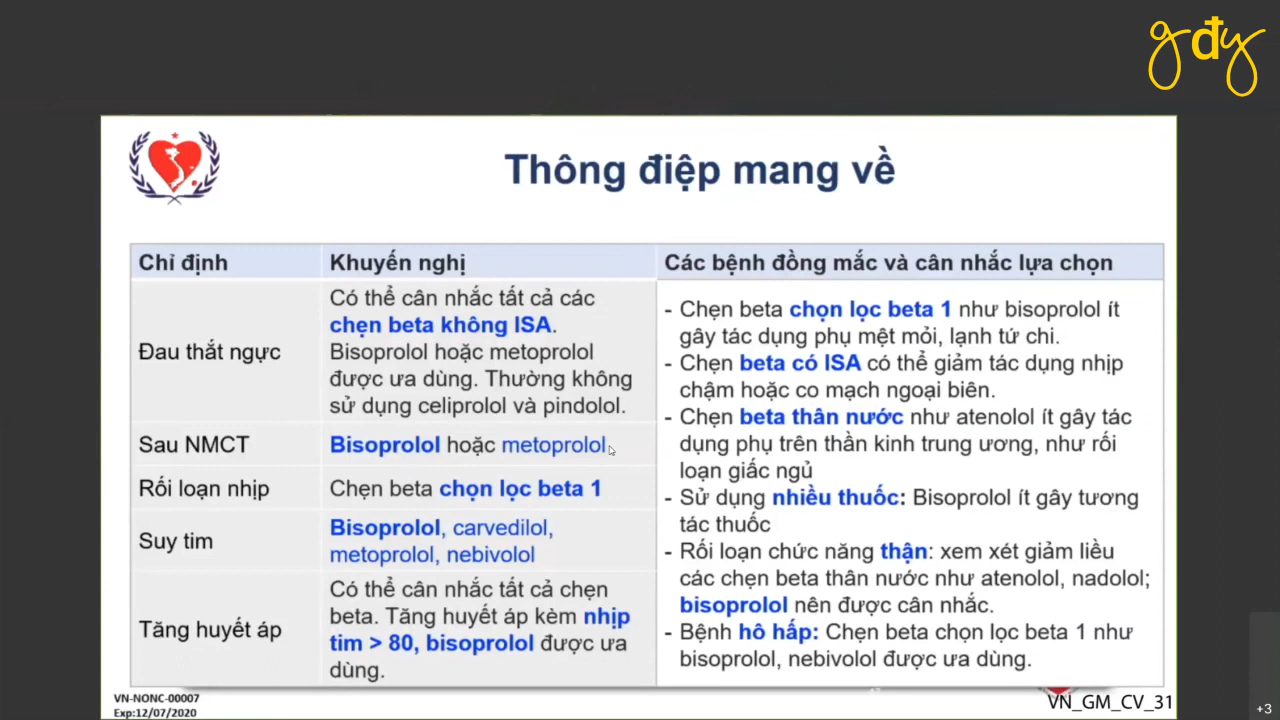 gđy
Thông điệp mang về
Chỉ định
Khuyến nghị
Các bệnh đồng mắc và cân nhắc lựa chọn
Đau thắt ngực
Có thể cân nhắc tất cả các
chẹn beta không ISA.
Bisoprolol hoặc metoprolol
được ưa dùng. Thường không
sử dụng celiprolol và pindolol.
Sau NMCT
Bisoprolol hoặc metoprolol
Rối loạn nhịp
Chẹn beta chọn lọc beta 1
Suy tim
Bisoprolol, carvedilol,
metoprolol, nebivolol
Tăng huyết áp
Có thể cân nhắc tất cả chẹn
beta. Tăng huyết áp kèm nhịp
tim > 80, bisoprolol được ưa
dùng.
- Chẹn beta chọn lọc beta 1 như bisoprolol ít
gây tác dụng phụ mệt mỏi, lạnh tứ chi.
- Chẹn beta có ISA có thể giảm tác dụng nhịp
chậm hoặc co mạch ngoại biên.
- Chẹn beta thân nước như atenolol ít gây tác
dụng phụ trên thần kinh trung ương, như rối
loạn giấc ngủ
- Sử dụng nhiều thuốc: Bisoprolol ít gây tương
tác thuốc
- Rối loạn chức năng thận: xem xét giảm liều
các chẹn beta thân nước như atenolol, nadolol;
bisoprolol nên được cân nhắc.
- Bệnh hô hấp: Chẹn beta chọn lọc beta 1 như
bisoprolol, nebivolol được ưa dùng.
VN-NONC-00007
Exp:12/07/2020
VN_GM_CV_31
+3